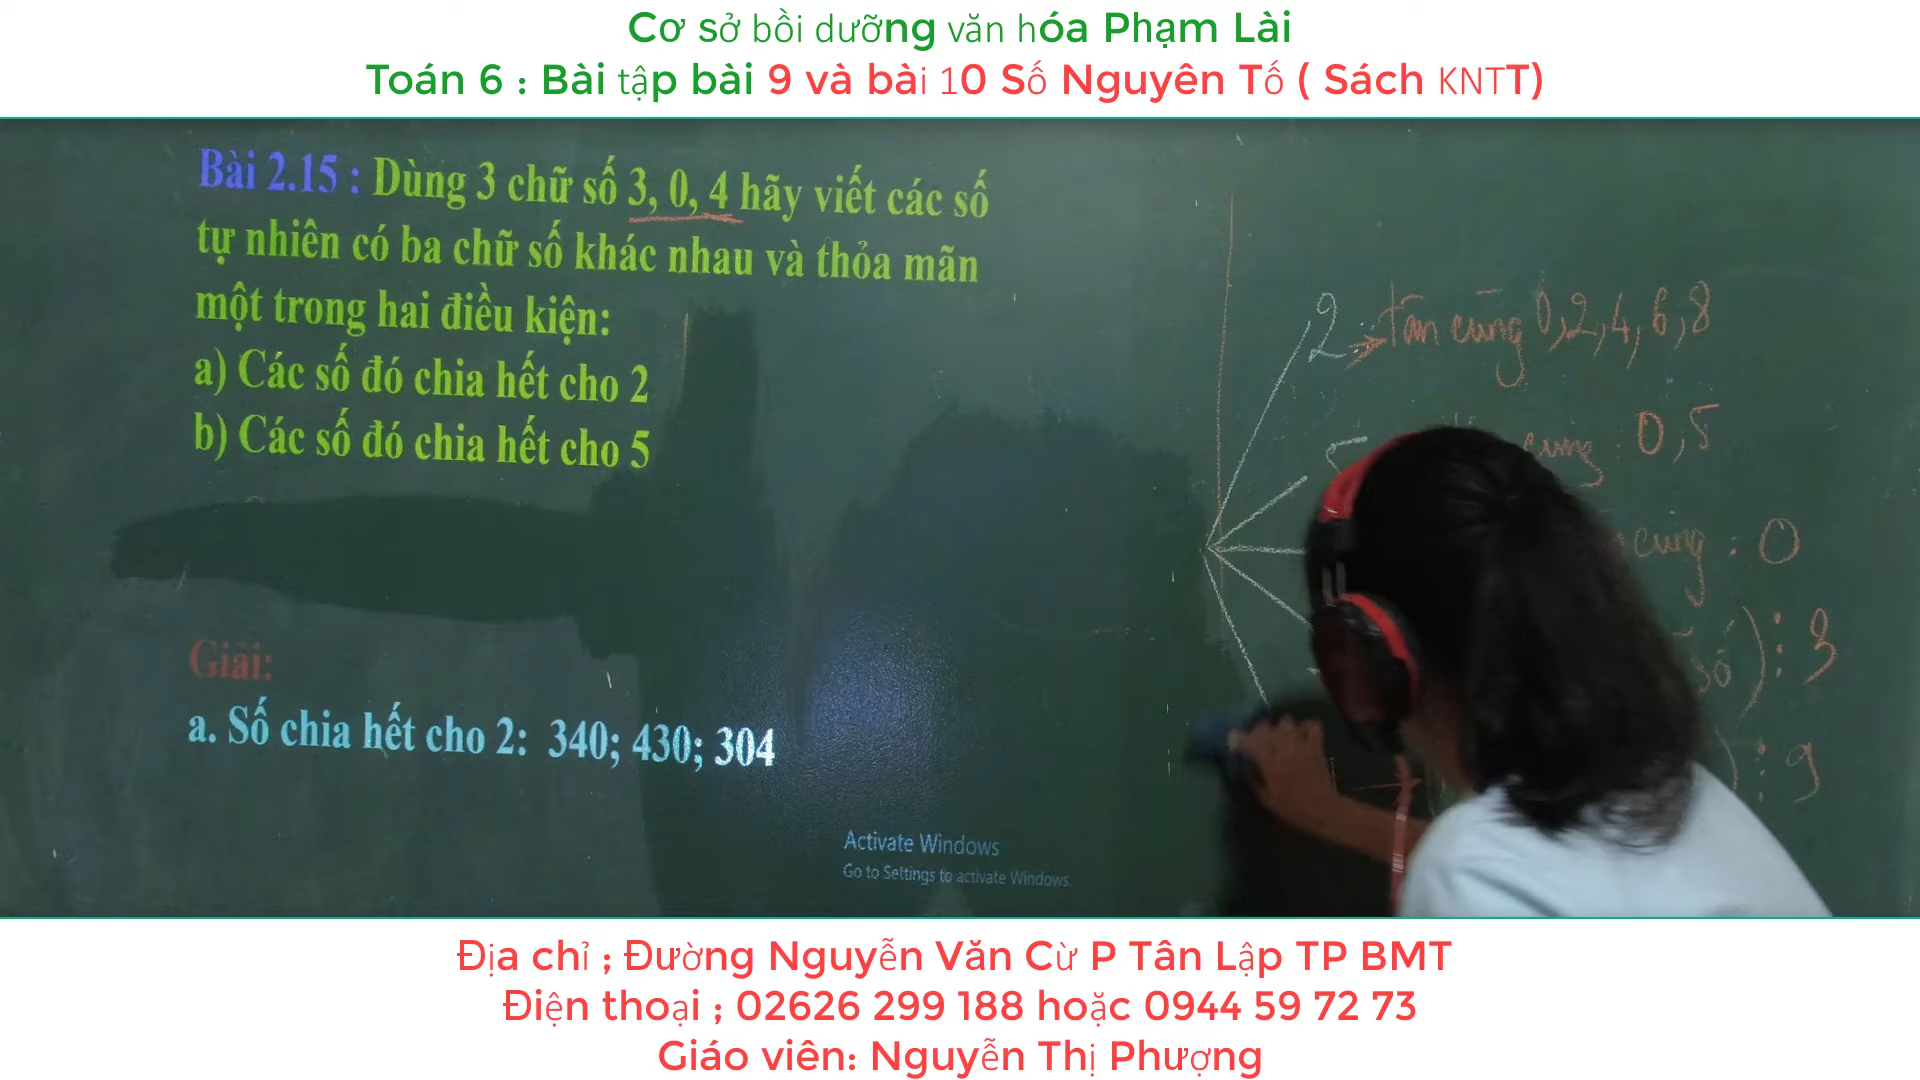 Cơ sở bồi dưỡng văn hóa Phạm Lài
Toán 6 : Bài tập bài 9 và bài 10 Số Nguyên Tố ( Sách KNTT)
Bài 2.15 : Dùng 3 chữ số 3, 0, 4 hãy viết các số
tự nhiên có ba chữ số khác nhau và thỏa mãn
một trong hai điều kiện:
a) Các số đó chia hết cho 2
b) Các số đó chia hết cho 5
Giải:
a. Số chia hết cho 2: 340; 430; 304
2 tận cùng 0,2,4,6,8
5 cùng : 0,5
cùng : 0
số) ⋮ 3
) ⋮ 9
Activate Windows
Go to Settings to activate Windows.
Địa chỉ ; Đường Nguyễn Văn Cừ P Tân Lập TP BMT
Điện thoại ; 02626 299 188 hoặc 0944 59 72 73
Giáo viên: Nguyễn Thị Phượng